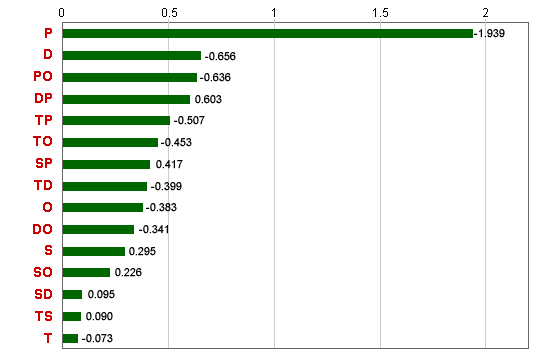 0 0.5 1 1.5 2
P -1.939
D -0.656
PO -0.636
DP 0.603
TP -0.507
TO -0.453
SP 0.417
TD -0.399
O -0.383
DO -0.341
S 0.295
SO 0.226
SD 0.095
TS 0.090
T -0.073